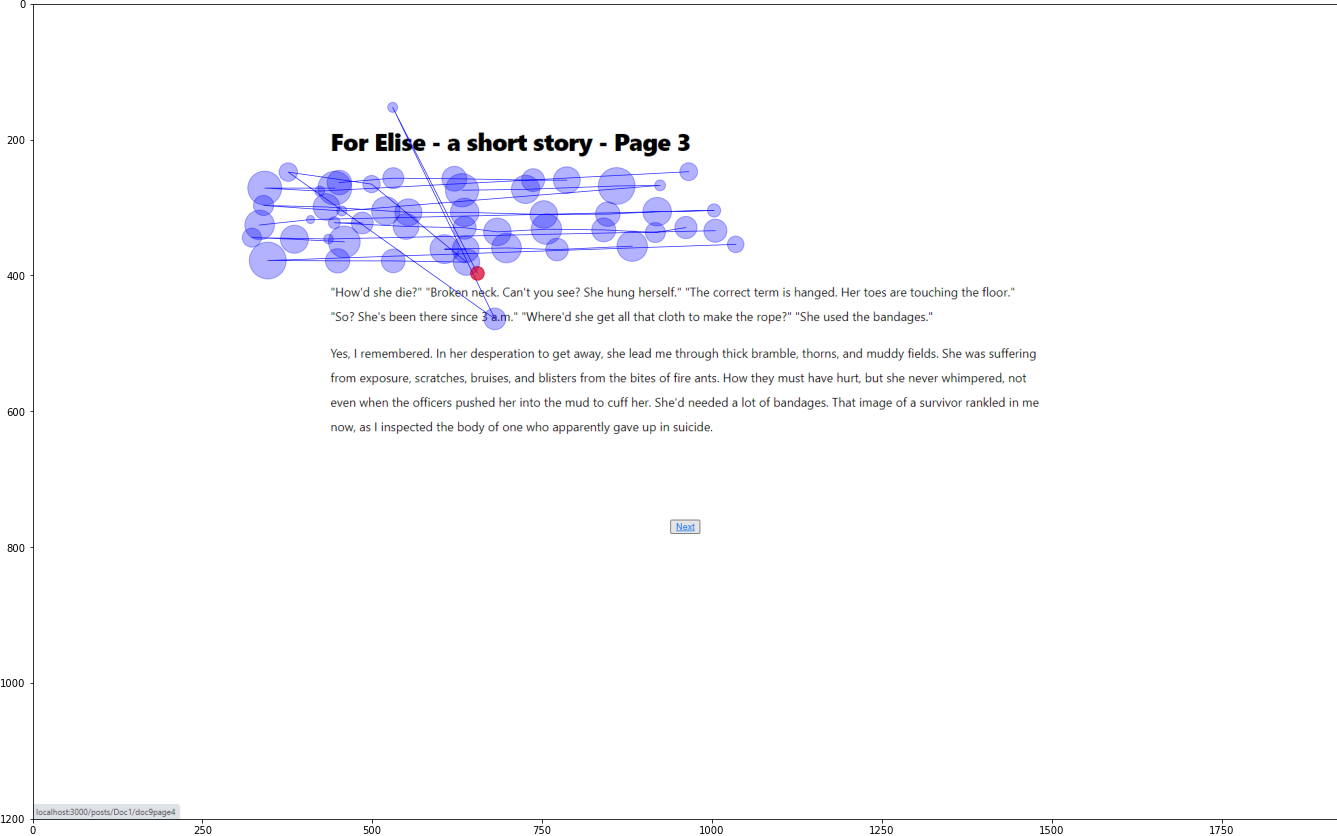 0
200
For Elise - a short story - Page 3
400
"How'd she die?" "Broken neck. Can't you see? She hung herself." "The correct term is hanged. Her toes are touching the floor."
"So? She's been there since 3 a.m." "Where'd she get all that cloth to make the rope?" "She used the bandages."
Yes, I remembered. In her desperation to get away, she lead me through thick bramble, thorns, and muddy fields. She was suffering
from exposure, scratches, bruises, and blisters from the bites of fire ants. How they must have hurt, but she never whimpered, not
600
even when the officers pushed her into the mud to cuff her. She'd needed a lot of bandages. That image of a survivor rankled in me
now, as I inspected the body of one who apparently gave up in suicide.
Next
800
1000
localhost:3000/posts/Doc1/doc9page4
1200
0 250 500 750 1000 1250 1500 1750